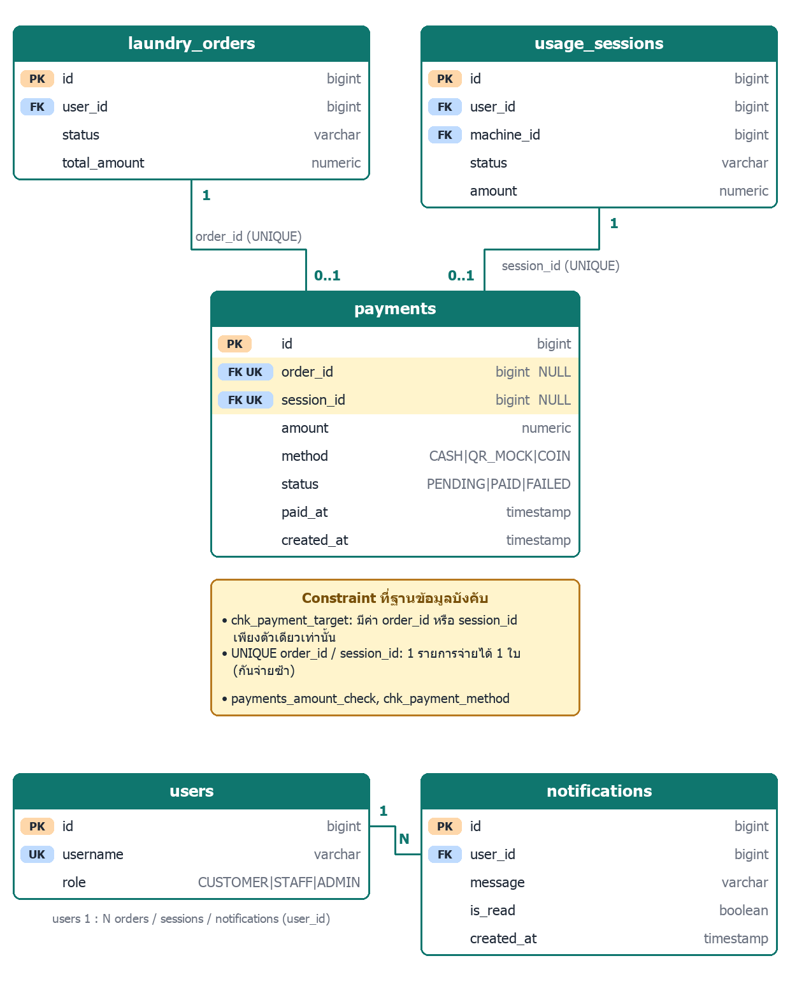 laundry_orders
PK id bigint
FK user_id bigint
status varchar
total_amount numeric
usage_sessions
PK id bigint
FK user_id bigint
FK machine_id bigint
status varchar
amount numeric
1
order_id (UNIQUE)
0..1
1
session_id (UNIQUE)
0..1
payments
PK id bigint
FK UK order_id bigint NULL
FK UK session_id bigint NULL
amount numeric
method CASH|QR_MOCK|COIN
status PENDING|PAID|FAILED
paid_at timestamp
created_at timestamp
Constraint ที่ฐานข้อมูลบังคับ
• chk_payment_target: มีค่า order_id หรือ session_id
เพียงตัวเดียวเท่านั้น
• UNIQUE order_id / session_id: 1 รายการจ่ายได้ 1 ใบ
(กันจ่ายซ้ำ)
• payments_amount_check, chk_payment_method
users
PK id bigint
UK username varchar
role CUSTOMER|STAFF|ADMIN
users 1 : N orders / sessions / notifications (user_id)
1
N
notifications
PK id bigint
FK user_id bigint
message varchar
is_read boolean
created_at timestamp